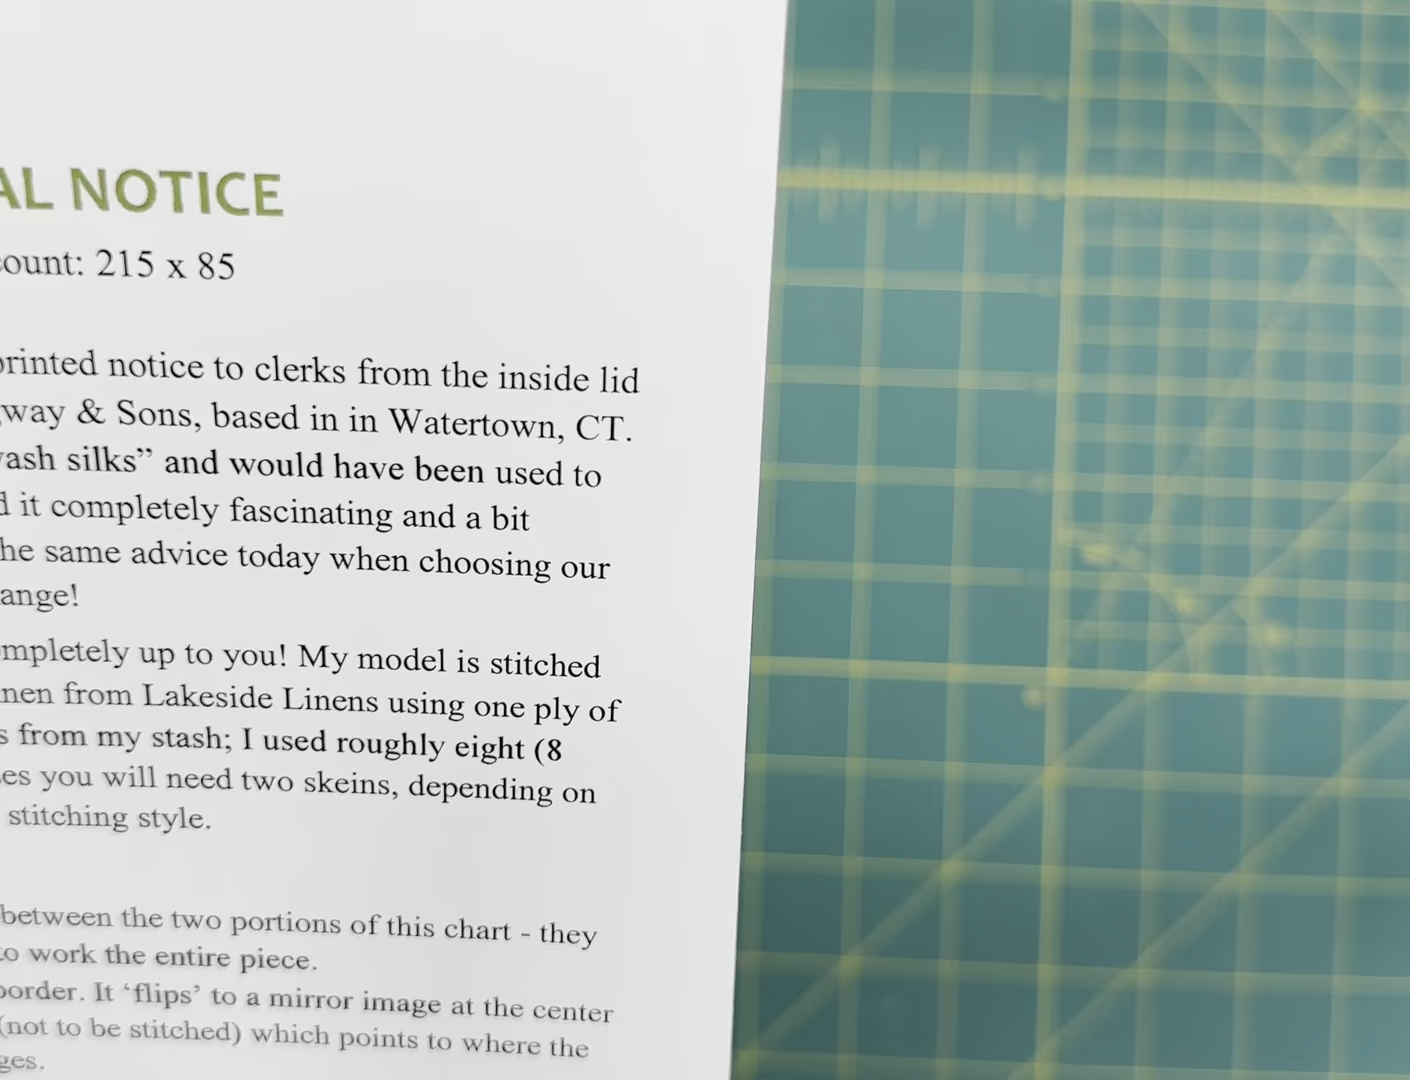 AL NOTICE
ount: 215 x 85
rinted notice to clerks from the inside lid
way & Sons, based in in Watertown, CT.
ash silks” and would have been used to
d it completely fascinating and a bit
he same advice today when choosing our
ange!
mpletely up to you! My model is stitched
nen from Lakeside Linens using one ply of
s from my stash; I used roughly eight (8
es you will need two skeins, depending on
stitching style.
between the two portions of this chart - they
to work the entire piece.
border. It ‘flips’ to a mirror image at the center
(not to be stitched) which points to where the
ges.